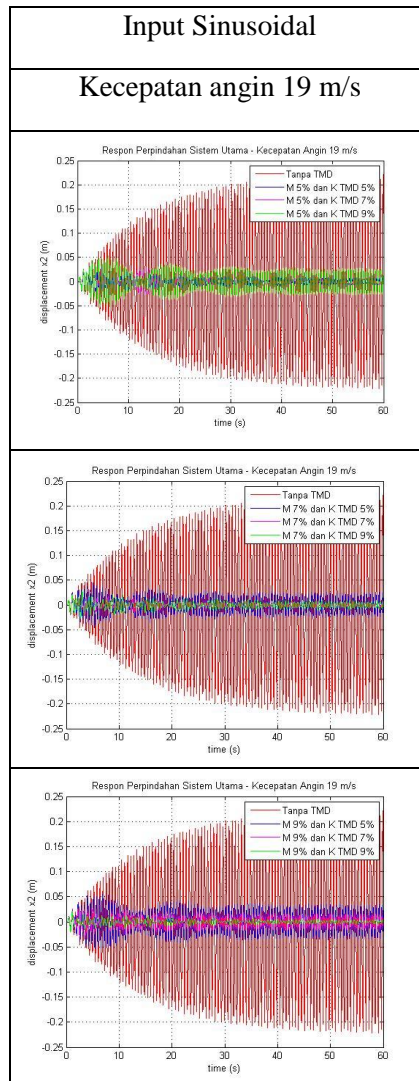 Input Sinusoidal
Kecepatan angin 19 m/s
Respon Perpindahan Sistem Utama - Kecepatan Angin 19 m/s
0.25
0.2
0.15
0.1
0.05
0
-0.05
-0.1
-0.15
-0.2
-0.25
displacement x2 (m)
Tanpa TMD
M 5% dan K TMD 5%
M 5% dan K TMD 7%
M 5% dan K TMD 9%
0 10 20 30 40 50 60
time (s)
Respon Perpindahan Sistem Utama - Kecepatan Angin 19 m/s
0.25
0.2
0.15
0.1
0.05
0
-0.05
-0.1
-0.15
-0.2
-0.25
displacement x2 (m)
Tanpa TMD
M 7% dan K TMD 5%
M 7% dan K TMD 7%
M 7% dan K TMD 9%
0 10 20 30 40 50 60
time (s)
Respon Perpindahan Sistem Utama - Kecepatan Angin 19 m/s
0.25
0.2
0.15
0.1
0.05
0
-0.05
-0.1
-0.15
-0.2
-0.25
displacement x2 (m)
Tanpa TMD
M 9% dan K TMD 5%
M 9% dan K TMD 7%
M 9% dan K TMD 9%
0 10 20 30 40 50 60
time (s)